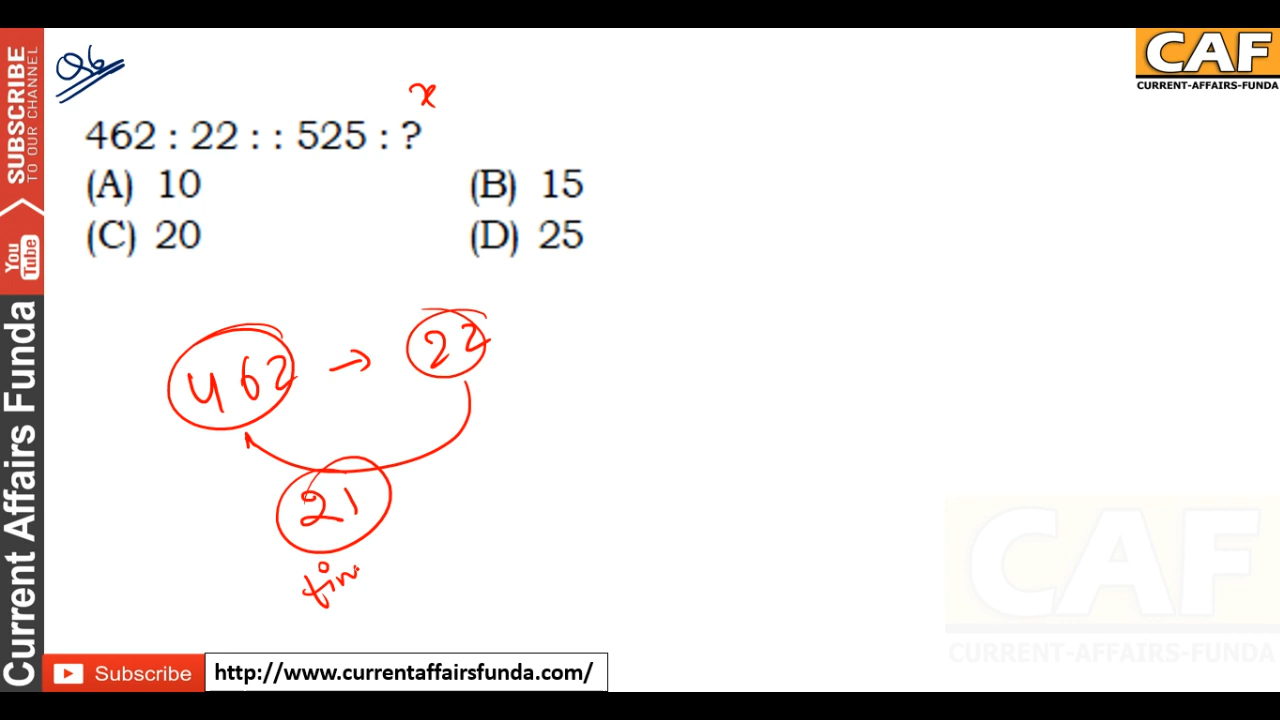 SUBSCRIBE
TO OUR CHANNEL
You
Tube
Current Affairs Funda
CAF
CURRENT-AFFAIRS-FUNDA
Q6
x
462 : 22 : : 525 : ?
(A) 10
(B) 15
(C) 20
(D) 25
462 → 22
21
tim
CAF
CURRENT-AFFAIRS-FUNDA
Subscribe
http://www.currentaffairsfunda.com/